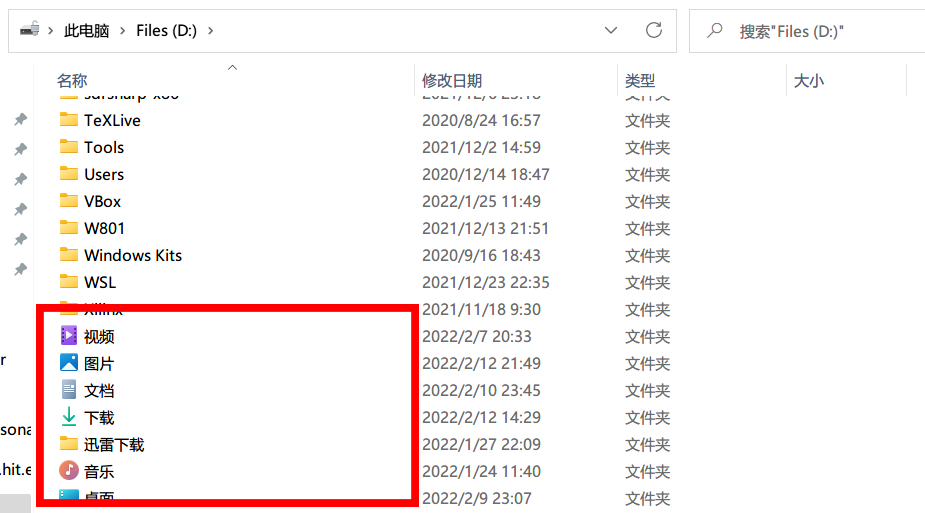 此电脑 Files (D:) 搜索"Files (D:)"
名称 修改日期 类型 大小
TeXLive 2020/8/24 16:57 文件夹
Tools 2021/12/2 14:59 文件夹
Users 2020/12/14 18:47 文件夹
VBox 2022/1/25 11:49 文件夹
W801 2021/12/13 21:51 文件夹
Windows Kits 2020/9/16 18:43 文件夹
WSL 2021/12/23 22:35 文件夹
Xilinx 2021/11/18 9:30 文件夹
视频 2022/2/7 20:33 文件夹
r 图片 2022/2/12 21:49 文件夹
文档 2022/2/10 23:45 文件夹
sona 下载 2022/2/12 14:29 文件夹
迅雷下载 2022/1/27 22:09 文件夹
.hit.e 音乐 2022/1/24 11:40 文件夹
桌面 2022/2/9 23:07 文件夹